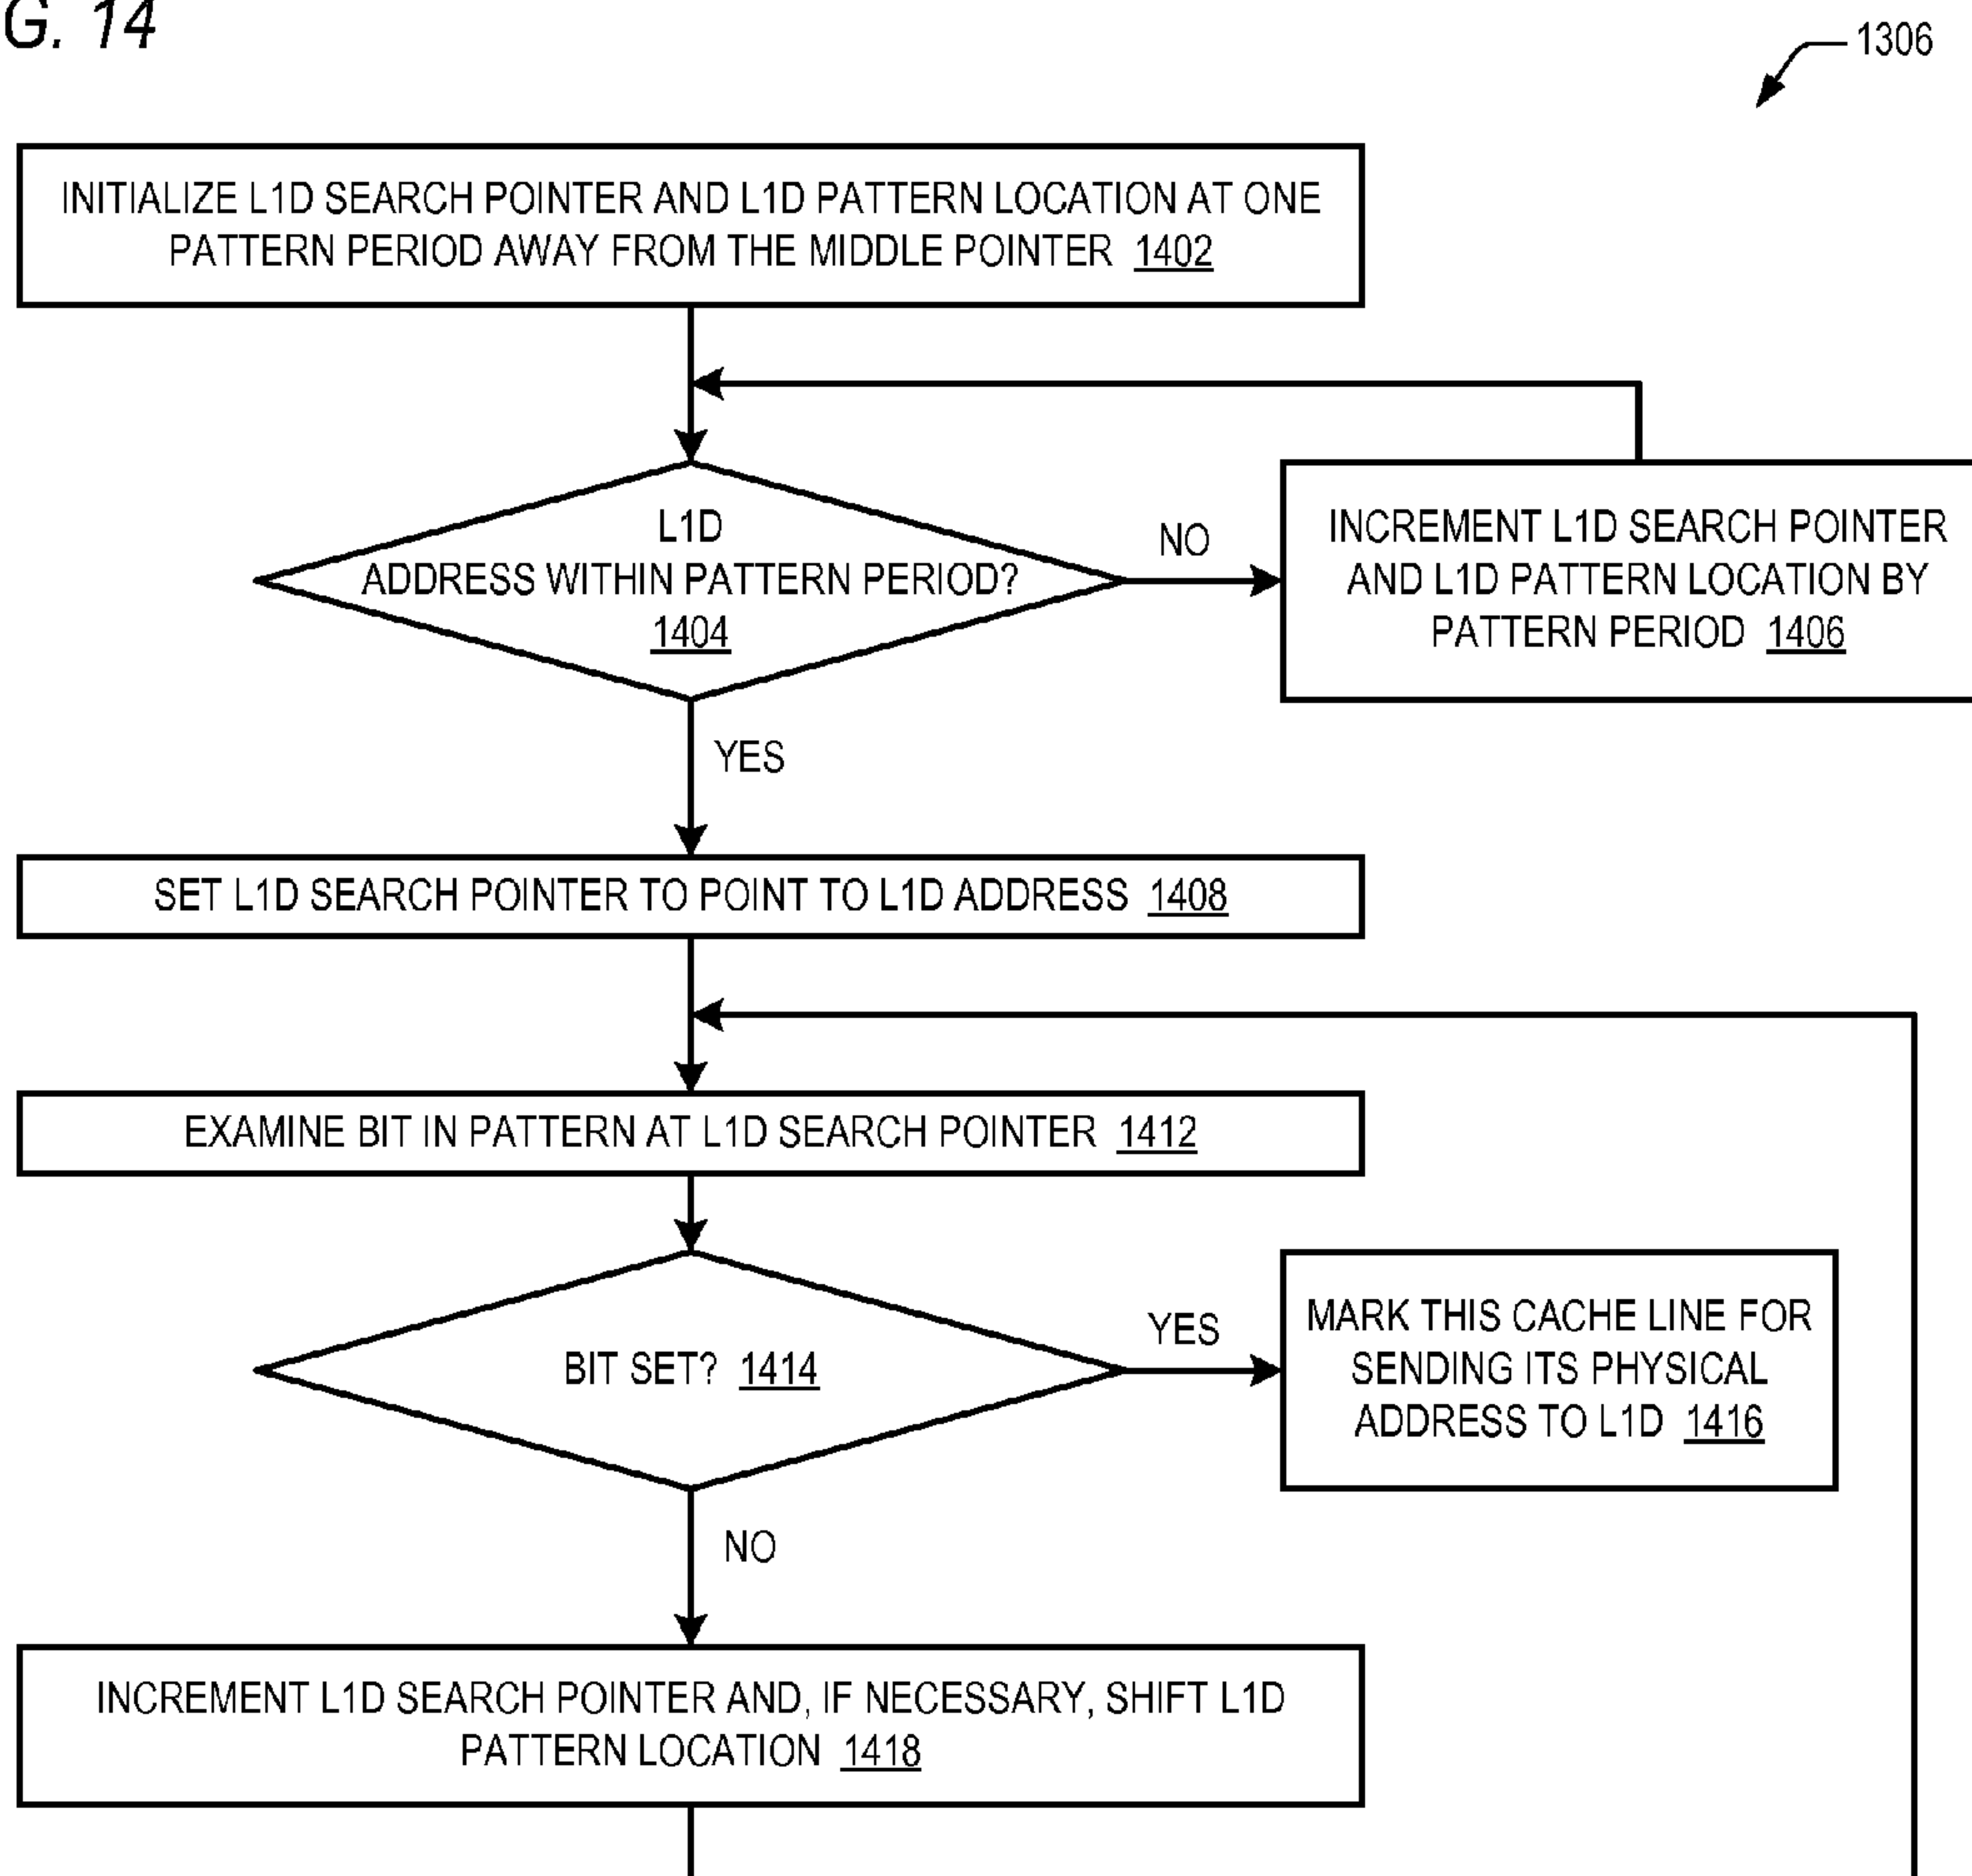 G. 14
1306
INITIALIZE L1D SEARCH POINTER AND L1D PATTERN LOCATION AT ONE
PATTERN PERIOD AWAY FROM THE MIDDLE POINTER 1402
L1D
ADDRESS WITHIN PATTERN PERIOD?
1404
NO
INCREMENT L1D SEARCH POINTER
AND L1D PATTERN LOCATION BY
PATTERN PERIOD 1406
YES
SET L1D SEARCH POINTER TO POINT TO L1D ADDRESS 1408
EXAMINE BIT IN PATTERN AT L1D SEARCH POINTER 1412
BIT SET? 1414
YES
MARK THIS CACHE LINE FOR
SENDING ITS PHYSICAL
ADDRESS TO L1D 1416
NO
INCREMENT L1D SEARCH POINTER AND, IF NECESSARY, SHIFT L1D
PATTERN LOCATION 1418